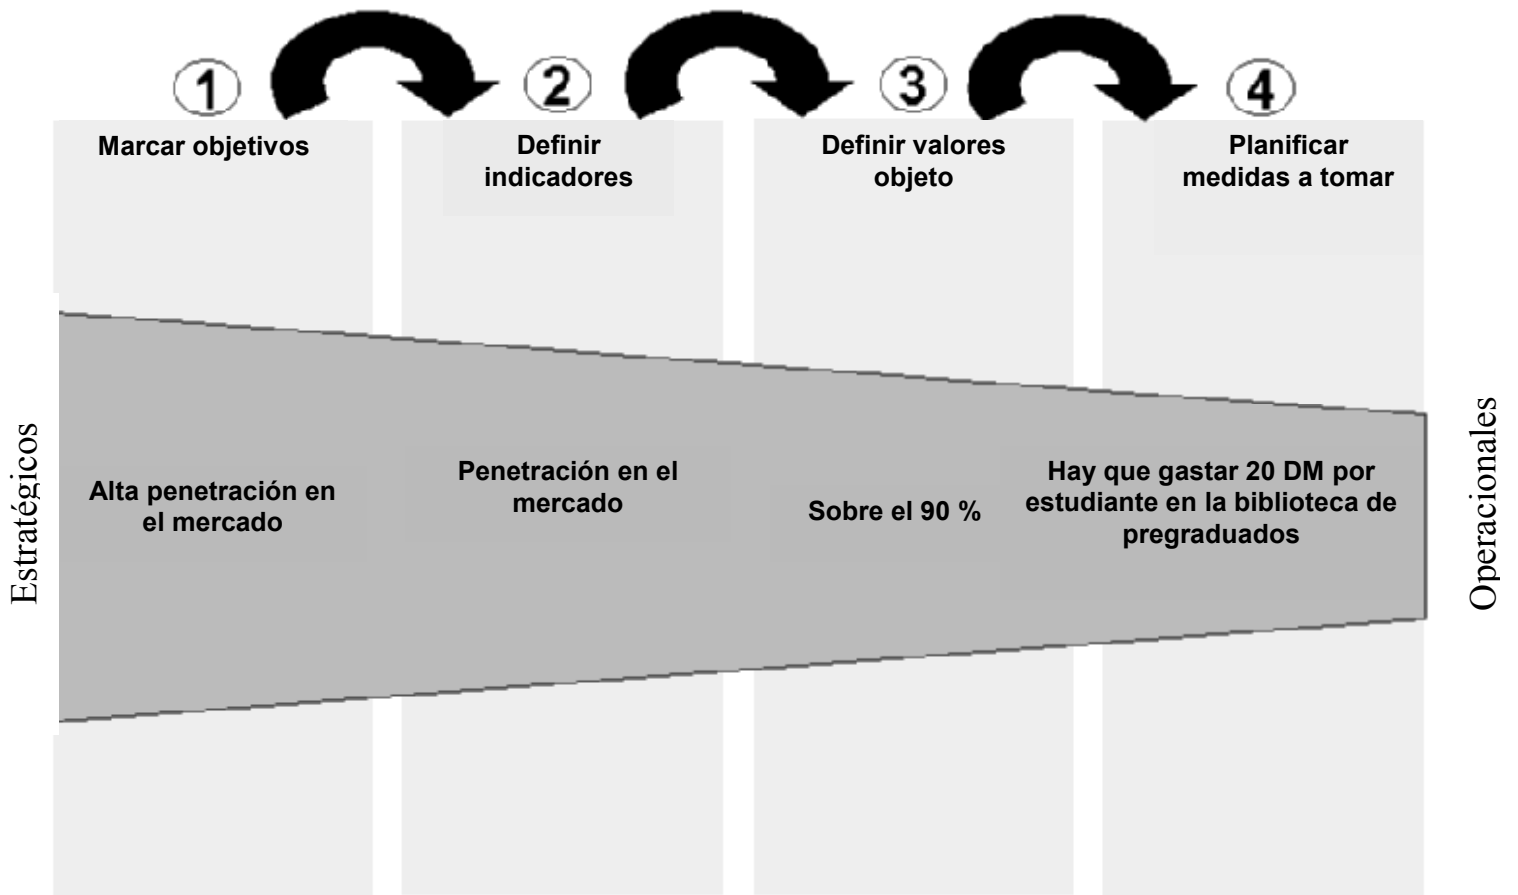 1
2
3
4
Marcar objetivos
Definir
indicadores
Definir valores
objeto
Planificar
medidas a tomar
Estratégicos
Alta penetración en
el mercado
Penetración en el
mercado
Sobre el 90 %
Hay que gastar 20 DM por
estudiante en la biblioteca de
pregraduados
Operacionales